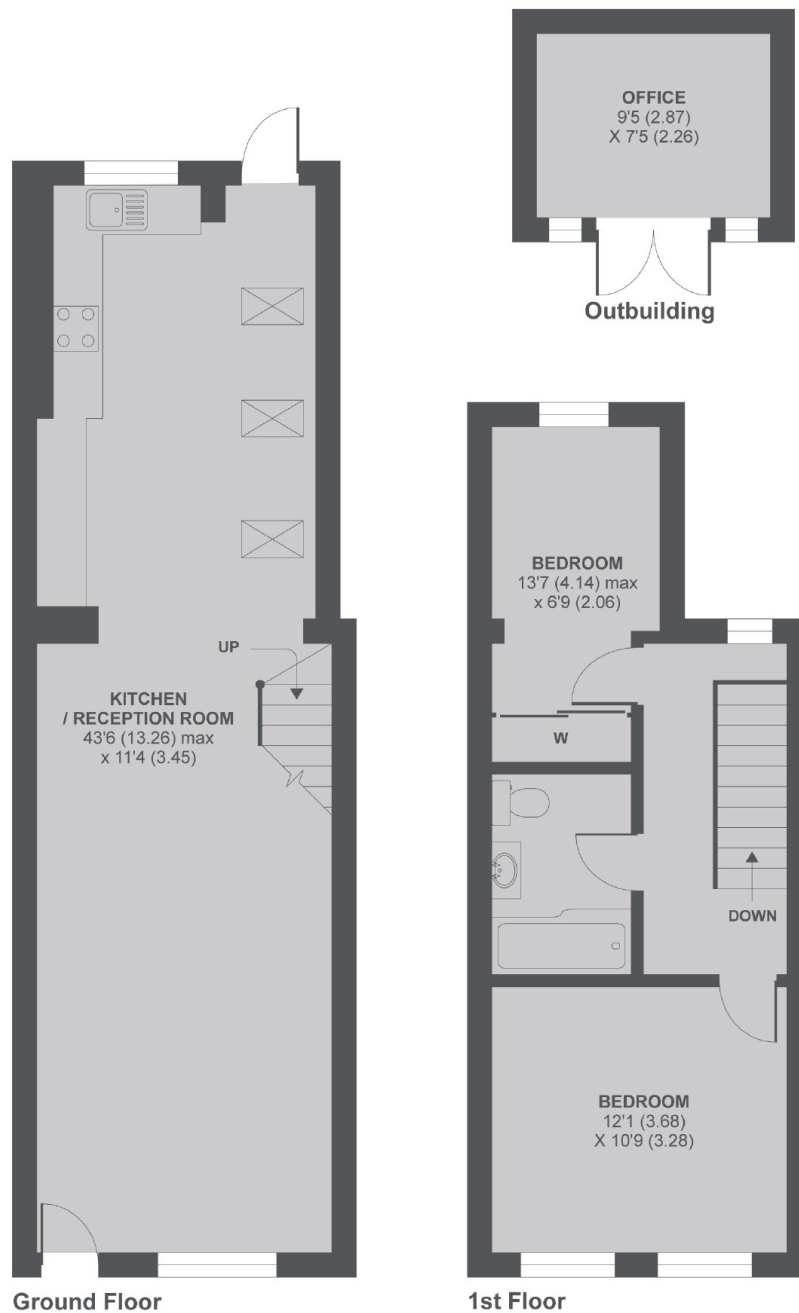 OFFICE
9'5 (2.87)
X 7'5 (2.26)
Outbuilding
UP
KITCHEN
/ RECEPTION ROOM
43'6 (13.26) max
x 11'4 (3.45)
Ground Floor
BEDROOM
13'7 (4.14) max
x 6'9 (2.06)
W
DOWN
BEDROOM
12'1 (3.68)
X 10'9 (3.28)
1st Floor